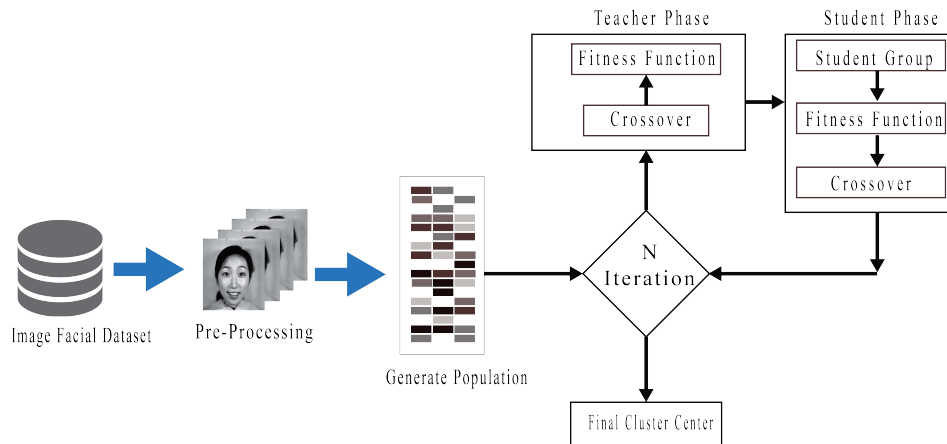 Teacher Phase
Student Phase
Fitness Function
Crossover
Student Group
Fitness Function
Crossover
N
Iteration
Image Facial Dataset
Pre-Processing
Generate Population
Final Cluster Center